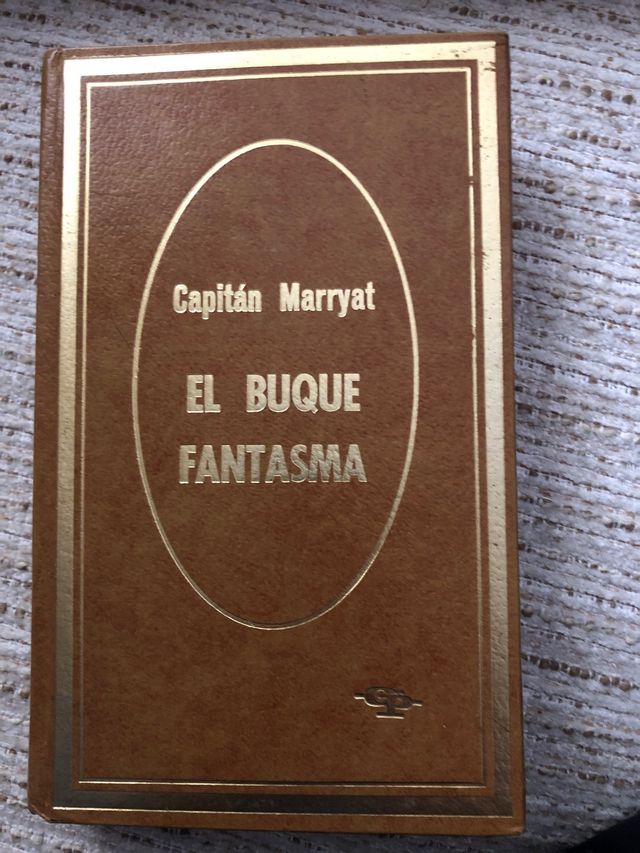 Capitán Marryat
EL BUQUE
FANTASMA